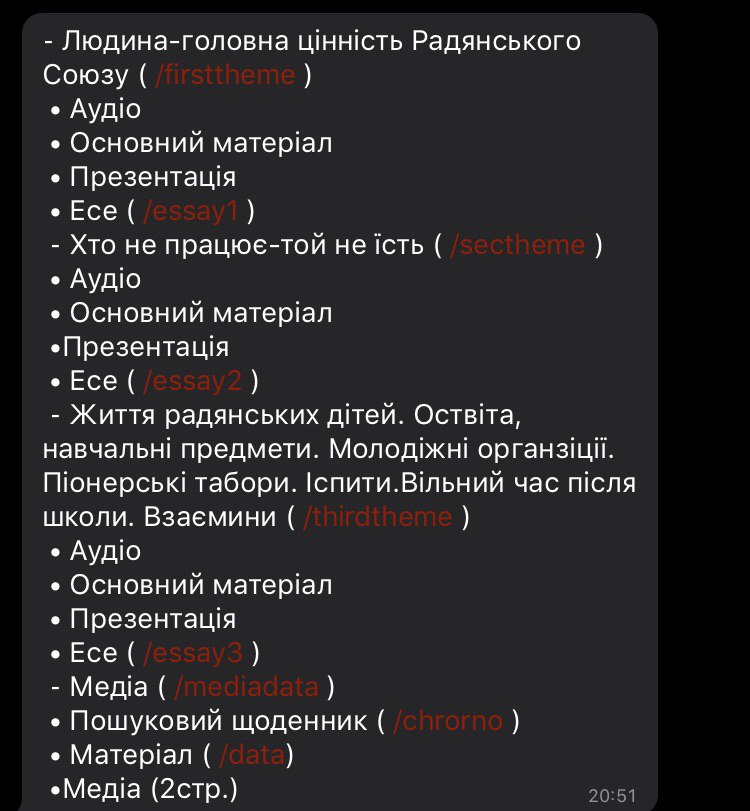 - Людина-головна цінність Радянського
Союзу ( /firsttheme )
• Аудіо
• Основний матеріал
• Презентація
• Есе ( /essay1 )
- Хто не працює-той не їсть ( /sectheme )
• Аудіо
• Основний матеріал
•Презентація
• Есе ( /essay2 )
- Життя радянських дітей. Оствіта,
навчальні предмети. Молодіжні органзіції.
Піонерські табори. Іспити.Вільний час після
школи. Взаємини ( /thirdtheme )
• Аудіо
• Основний матеріал
• Презентація
• Есе ( /essay3 )
- Медіа ( /mediadata )
• Пошуковий щоденник ( /chrorno )
• Матеріал ( /data)
•Медіа (2стр.)
20:51